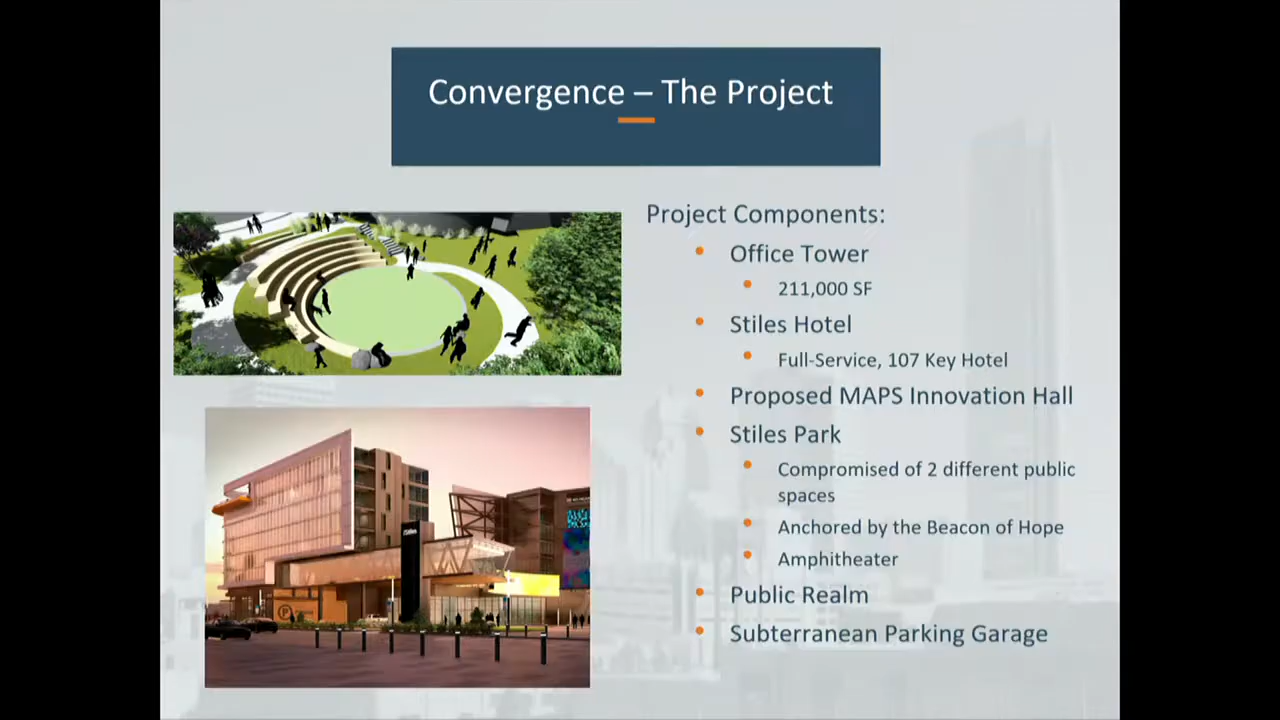 Convergence – The Project
Project Components:
• Office Tower
• 211,000 SF
• Stiles Hotel
• Full-Service, 107 Key Hotel
• Proposed MAPS Innovation Hall
• Stiles Park
• Compromised of 2 different public
spaces
• Anchored by the Beacon of Hope
• Amphitheater
• Public Realm
• Subterranean Parking Garage